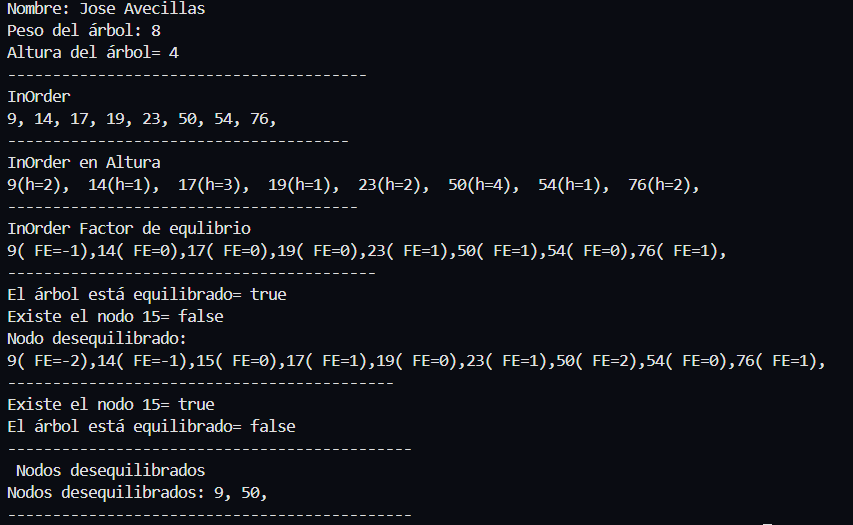 Nombre: Jose Avecillas
Peso del árbol: 8
Altura del árbol= 4
----------------------------------------
InOrder
9, 14, 17, 19, 23, 50, 54, 76,
--------------------------------------
InOrder en Altura
9(h=2),  14(h=1),  17(h=3),  19(h=1),  23(h=2),  50(h=4),  54(h=1),  76(h=2),
---------------------------------------
InOrder Factor de equlibrio
9( FE=-1),14( FE=0),17( FE=0),19( FE=0),23( FE=1),50( FE=1),54( FE=0),76( FE=1),
-----------------------------------------
El árbol está equilibrado= true
Existe el nodo 15= false
Nodo desequilibrado:
9( FE=-2),14( FE=-1),15( FE=0),17( FE=1),19( FE=0),23( FE=1),50( FE=2),54( FE=0),76( FE=1),
-------------------------------------------
Existe el nodo 15= true
El árbol está equilibrado= false
---------------------------------------------
 Nodos desequilibrados
Nodos desequilibrados: 9, 50,
---------------------------------------------